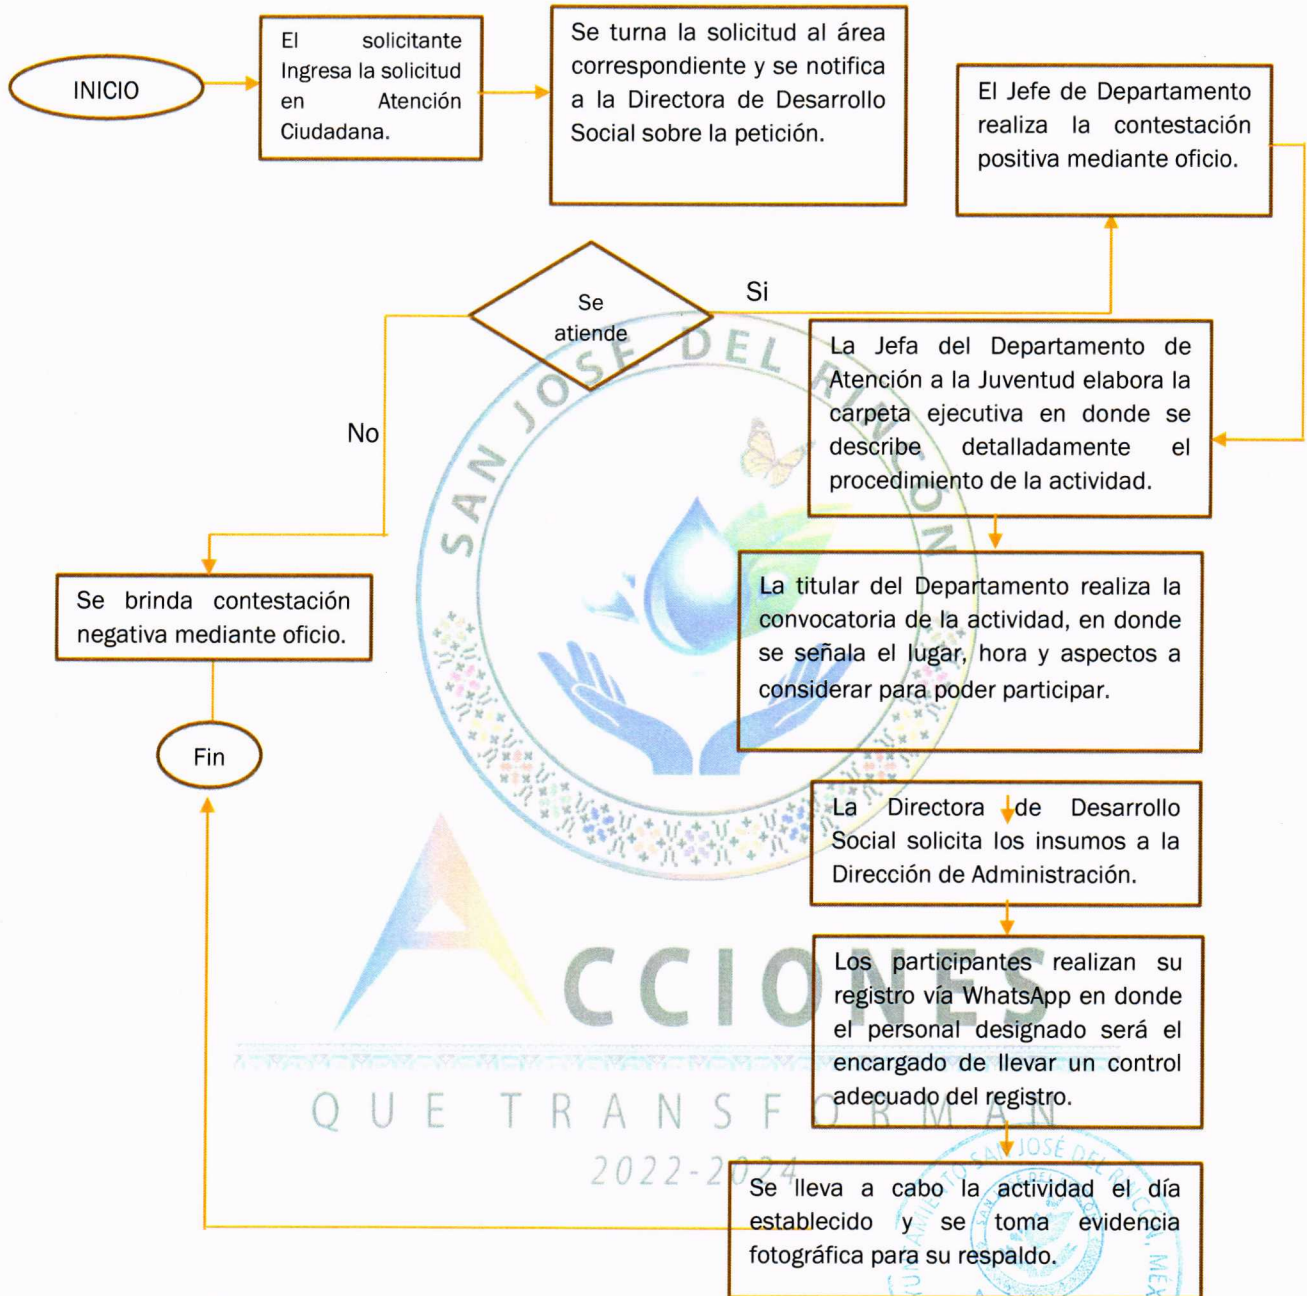 INICIO
El solicitante
Ingresa la solicitud
en Atención
Ciudadana.
Se turna la solicitud al área
correspondiente y se notifica
a la Directora de Desarrollo
Social sobre la petición.
El Jefe de Departamento
realiza la contestación
positiva mediante oficio.
Se
atiende
Si
No
La Jefa del Departamento de
Atención a la Juventud elabora la
carpeta ejecutiva en donde se
describe detalladamente el
procedimiento de la actividad.
Se brinda contestación
negativa mediante oficio.
La titular del Departamento realiza la
convocatoria de la actividad, en donde
se señala el lugar, hora y aspectos a
considerar para poder participar.
Fin
La Directora de Desarrollo
Social solicita los insumos a la
Dirección de Administración.
Los participantes realizan su
registro vía WhatsApp en donde
el personal designado será el
encargado de llevar un control
adecuado del registro.
Se lleva a cabo la actividad el día
establecido y se toma evidencia
fotográfica para su respaldo.
SAN JOSÉ DEL RINCÓN
ACCIONES
QUE TRANSFORMAN
2022-2024
SAN JOSÉ DEL RINCÓN, MÉX